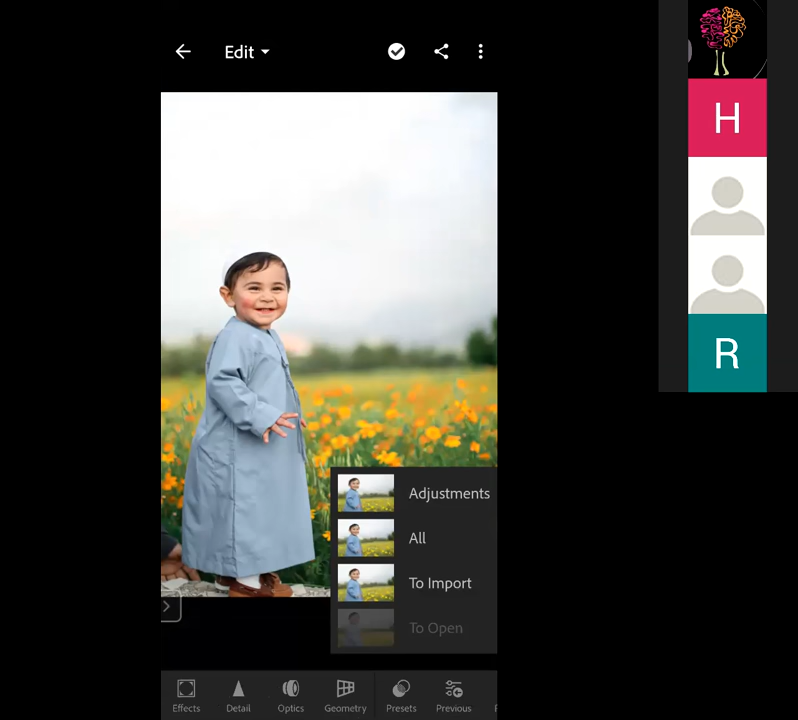 Edit
H
R
Adjustments
All
To Import
To Open
Effects
Detail
Optics
Geometry
Presets
Previous